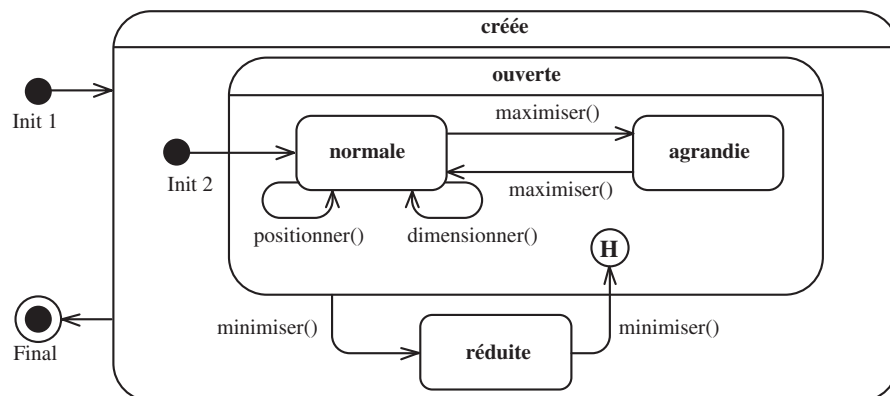 créée
ouverte
Init 1
maximiser()
normale
agrandie
Init 2
maximiser()
positionner()
dimensionner()
H
minimiser()
minimiser()
réduite
Final